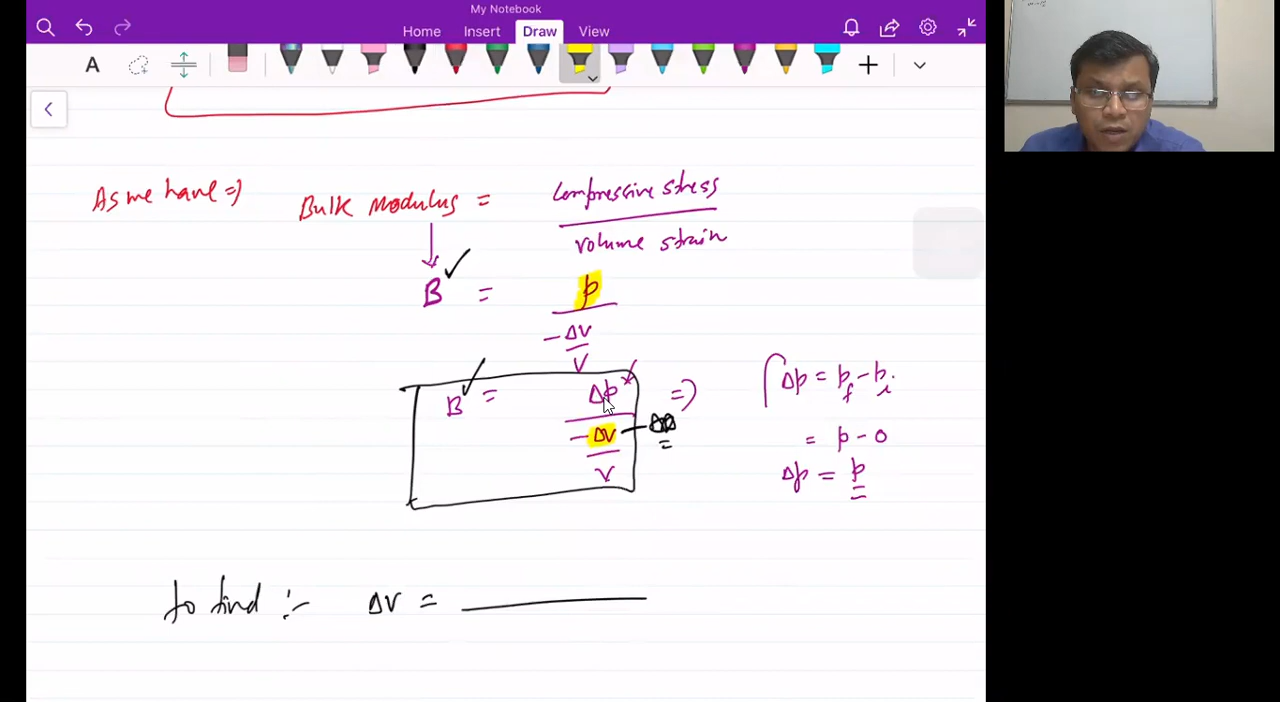 My Notebook
Home Insert Draw View
A
As we have => Bulk Modulus = Compressive stress
volume strain
B = p
-Δv
v
B = Δp =>
-Δv
v
Δp = pf - pi
= p - 0
Δp = p
To find :- Δv =